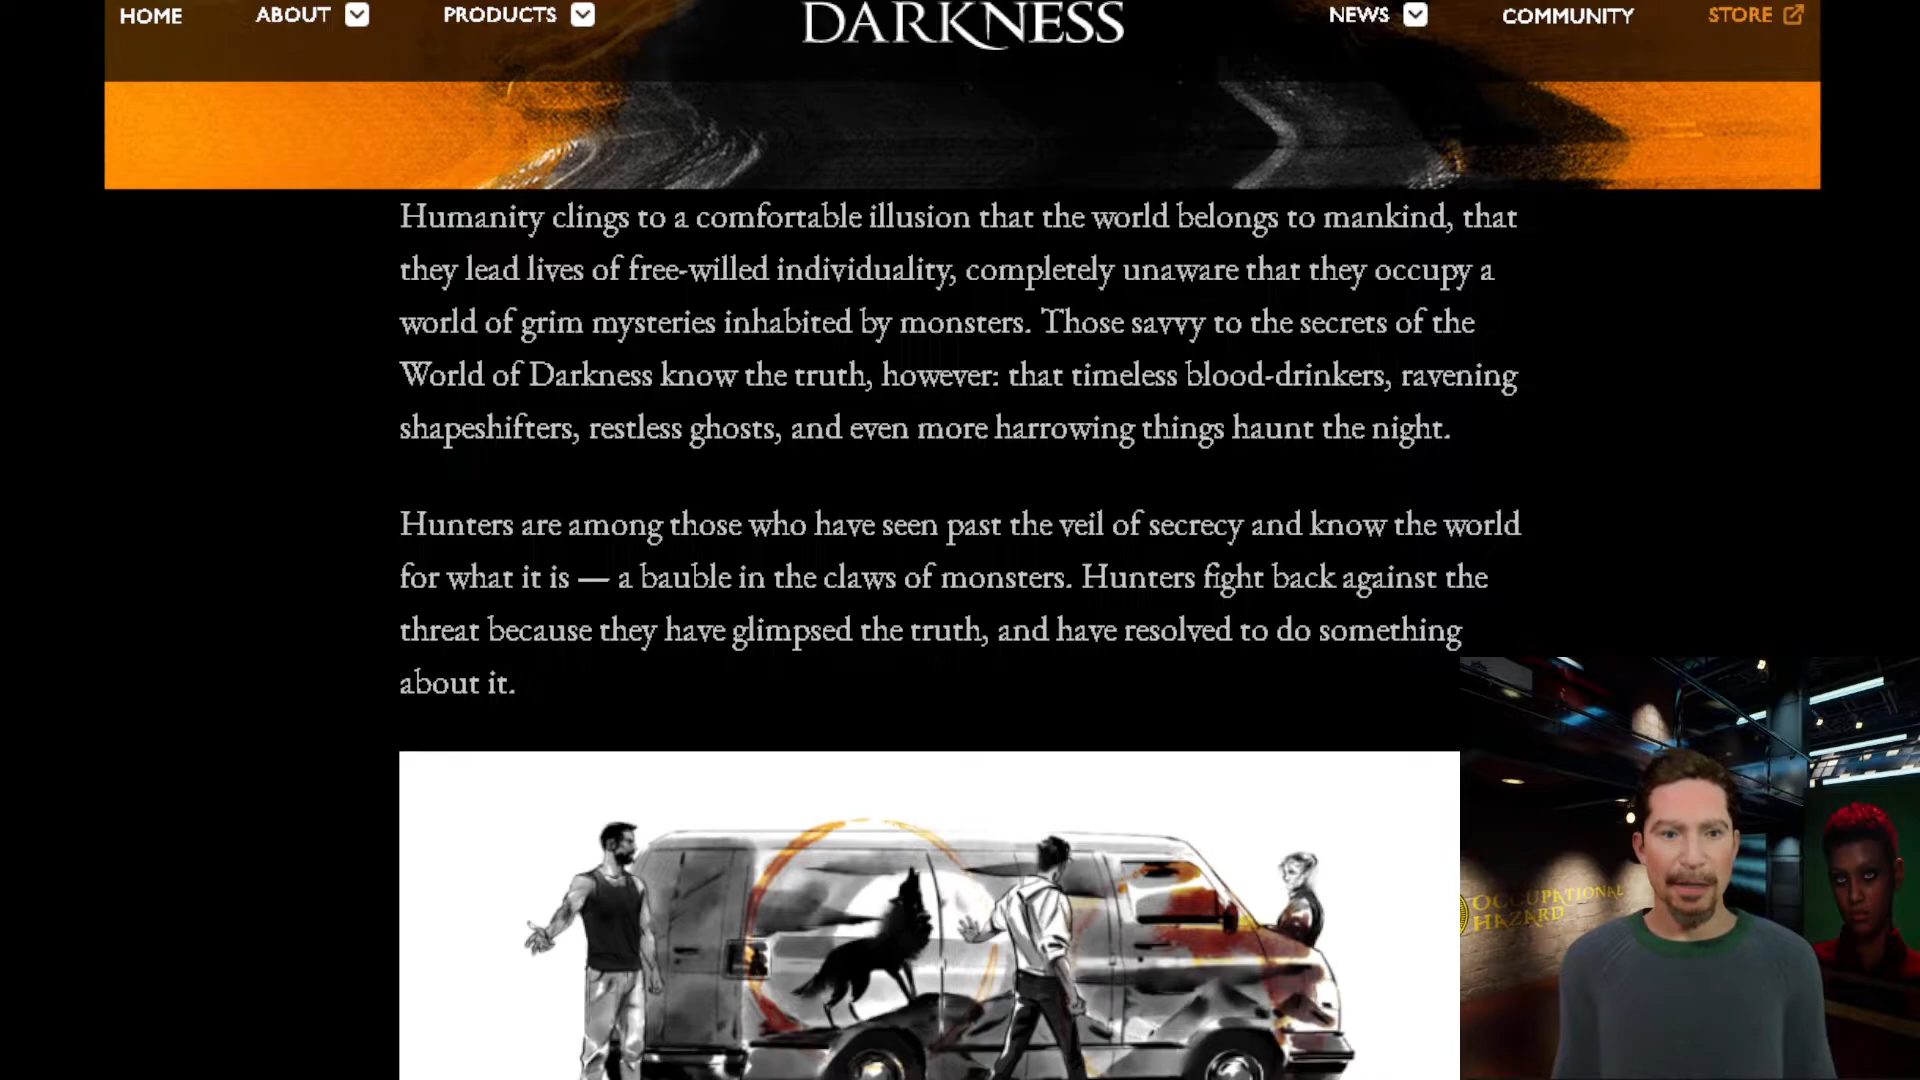 HOME
ABOUT
PRODUCTS
DARKNESS
NEWS
COMMUNITY
STORE
Humanity clings to a comfortable illusion that the world belongs to mankind, that
they lead lives of free-willed individuality, completely unaware that they occupy a
world of grim mysteries inhabited by monsters. Those savvy to the secrets of the
World of Darkness know the truth, however: that timeless blood-drinkers, ravening
shapeshifters, restless ghosts, and even more harrowing things haunt the night.
Hunters are among those who have seen past the veil of secrecy and know the world
for what it is — a bauble in the claws of monsters. Hunters fight back against the
threat because they have glimpsed the truth, and have resolved to do something
about it.
OCCUPATIONAL
HAZARD